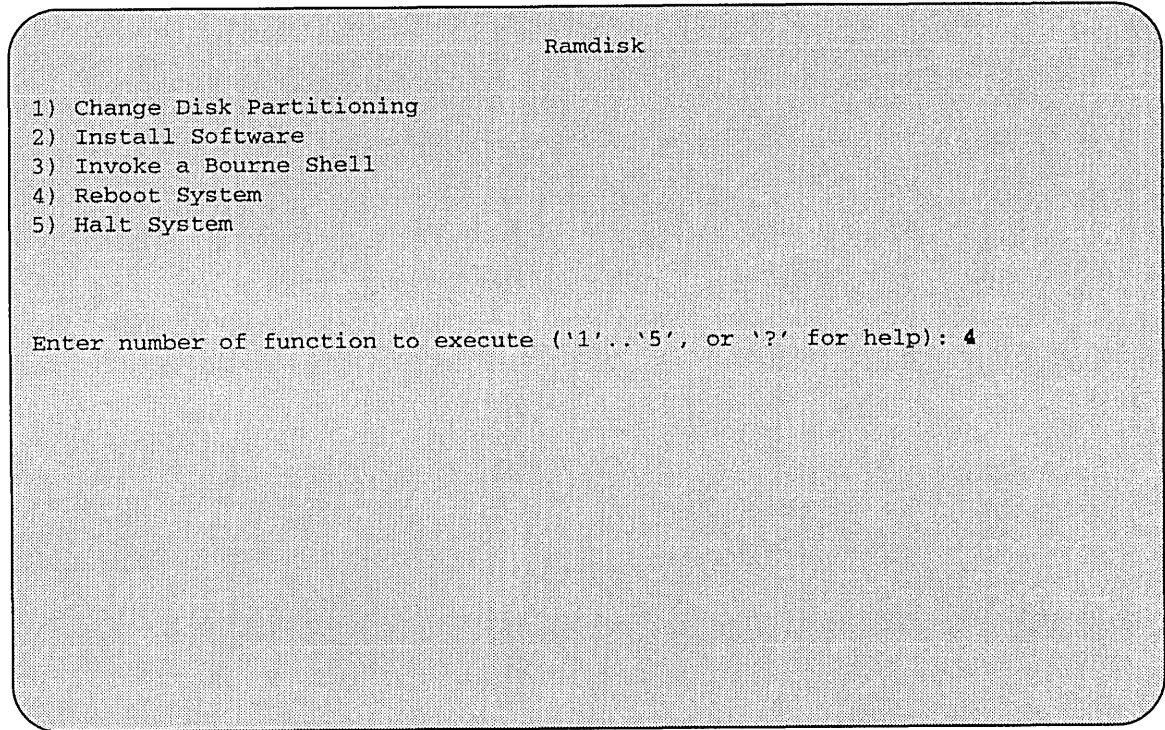 Ramdisk
1) Change Disk Partitioning
2) Install Software
3) Invoke a Bourne Shell
4) Reboot System
5) Halt System
Enter number of function to execute (‘1’..‘5’, or ‘?’ for help): 4